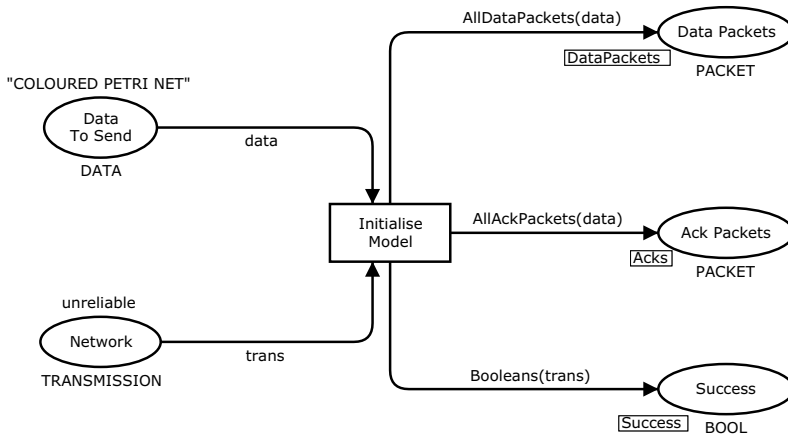 AllDataPackets(data)
Data Packets
DataPackets
PACKET
"COLOURED PETRI NET"
Data
To Send
data
DATA
Initialise
Model
AllAckPackets(data)
Ack Packets
Acks
PACKET
unreliable
Network
trans
TRANSMISSION
Booleans(trans)
Success
Success
BOOL